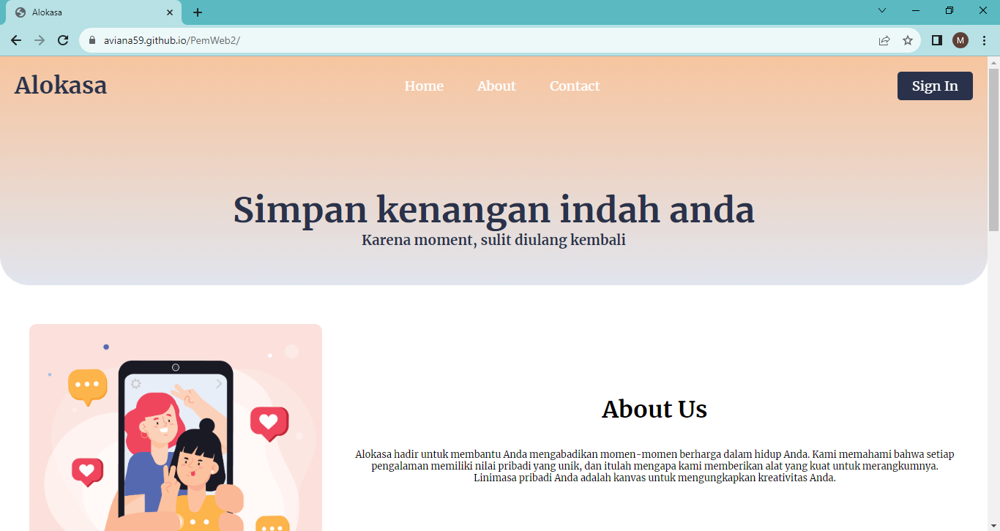 Alokasa
aviana59.github.io/PemWeb2/
M
Alokasa
Home About Contact
Sign In
Simpan kenangan indah anda
Karena moment, sulit diulang kembali
About Us
Alokasa hadir untuk membantu Anda mengabadikan momen-momen berharga dalam hidup Anda. Kami memahami bahwa setiap
pengalaman memiliki nilai pribadi yang unik, dan itulah mengapa kami memberikan alat yang kuat untuk merangkumnya.
Linimasa pribadi Anda adalah kanvas untuk mengungkapkan kreativitas Anda.